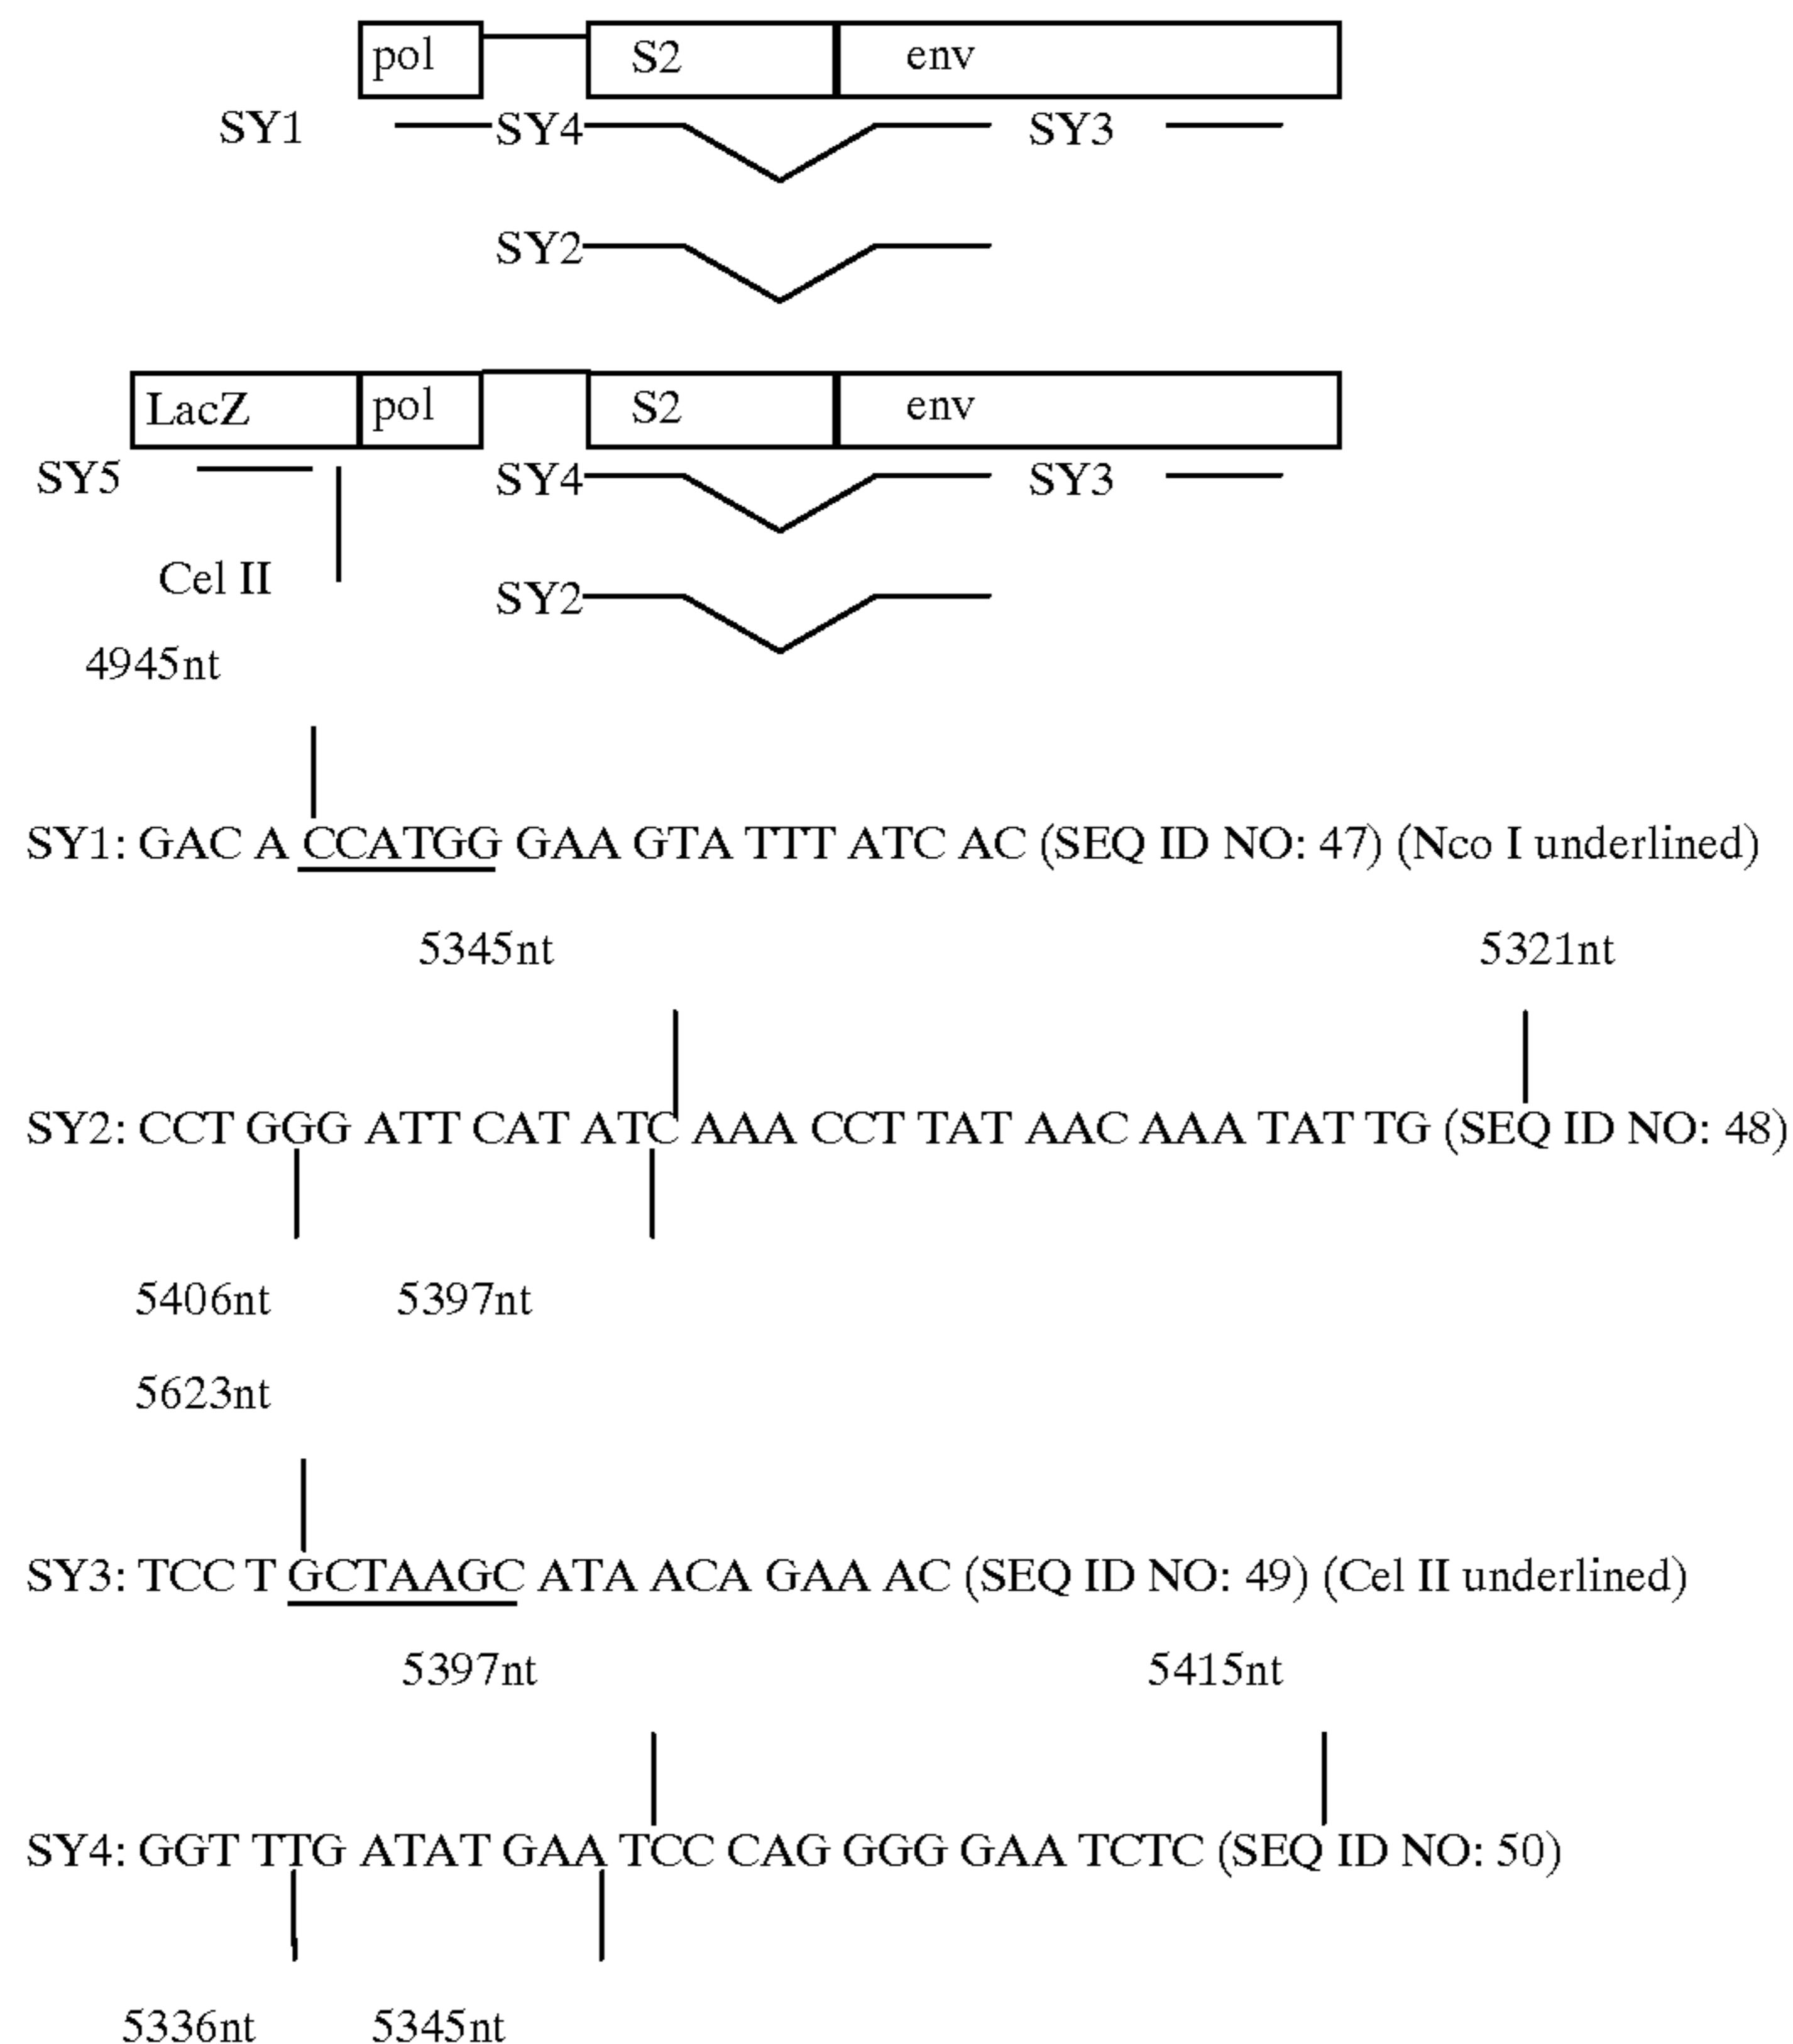 pol S2 env
SY1 SY4 SY3
SY2
LacZ pol S2 env
SY5 SY4 SY3
Cel II
SY2
4945nt
SY1: GAC A CCATGG GAA GTA TTT ATC AC (SEQ ID NO: 47) (Nco I underlined)
5345nt 5321nt
SY2: CCT GGG ATT CAT ATC AAA CCT TAT AAC AAA TAT TG (SEQ ID NO: 48)
5406nt 5397nt
5623nt
SY3: TCC T GCTAAGC ATA ACA GAA AC (SEQ ID NO: 49) (Cel II underlined)
5397nt 5415nt
SY4: GGT TTG ATAT GAA TCC CAG GGG GAA TCTC (SEQ ID NO: 50)
5336nt 5345nt